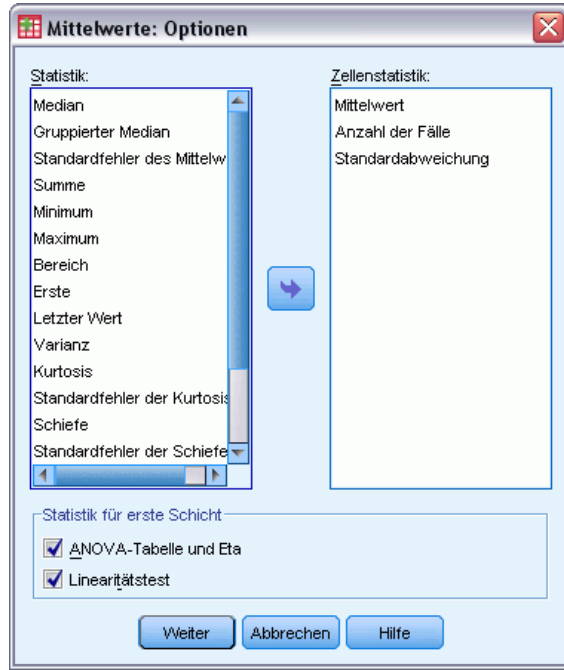 Mittelwerte: Optionen
Statistik:
Median
Gruppierter Median
Standardfehler des Mittelw
Summe
Minimum
Maximum
Bereich
Erste
Letzter Wert
Varianz
Kurtosis
Standardfehler der Kurtosis
Schiefe
Standardfehler der Schiefe
Zellenstatistik:
Mittelwert
Anzahl der Fälle
Standardabweichung
Statistik für erste Schicht
ANOVA-Tabelle und Eta
Linearitätstest
Weiter
Abbrechen
Hilfe